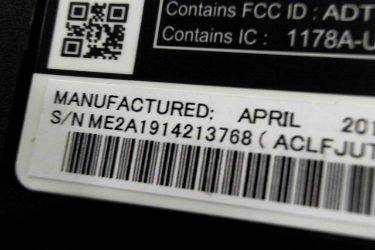 Contains FCC ID : ADT
Contains IC : 1178A-U
MANUFACTURED: APRIL 201
S/N ME2A1914213768 ( ACLFJUT